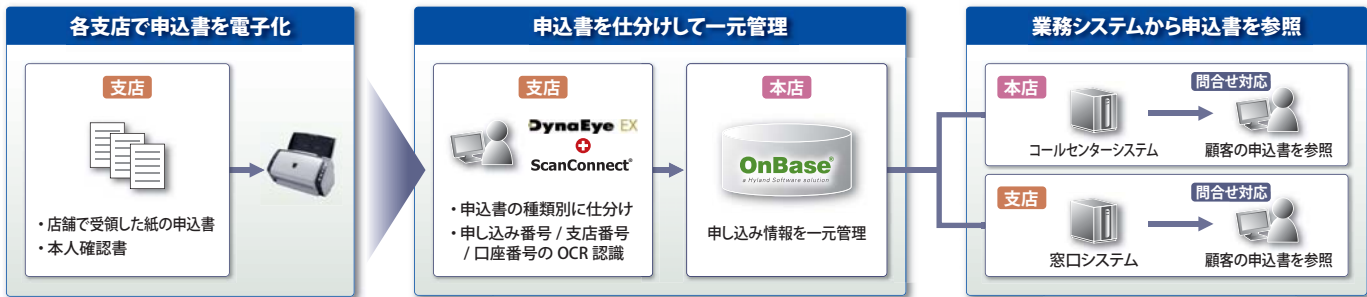 各支店で申込書を電子化
支店
・店舗で受領した紙の申込書
・本人確認書
申込書を仕分けして一元管理
支店
DynaEye EX
ScanConnect®
・申込書の種類別に仕分け
・申し込み番号 / 支店番号
/ 口座番号の OCR 認識
本店
OnBase®
a Hyland Software solution
申し込み情報を一元管理
業務システムから申込書を参照
本店
コールセンターシステム
問合せ対応
顧客の申込書を参照
支店
窓口システム
問合せ対応
顧客の申込書を参照